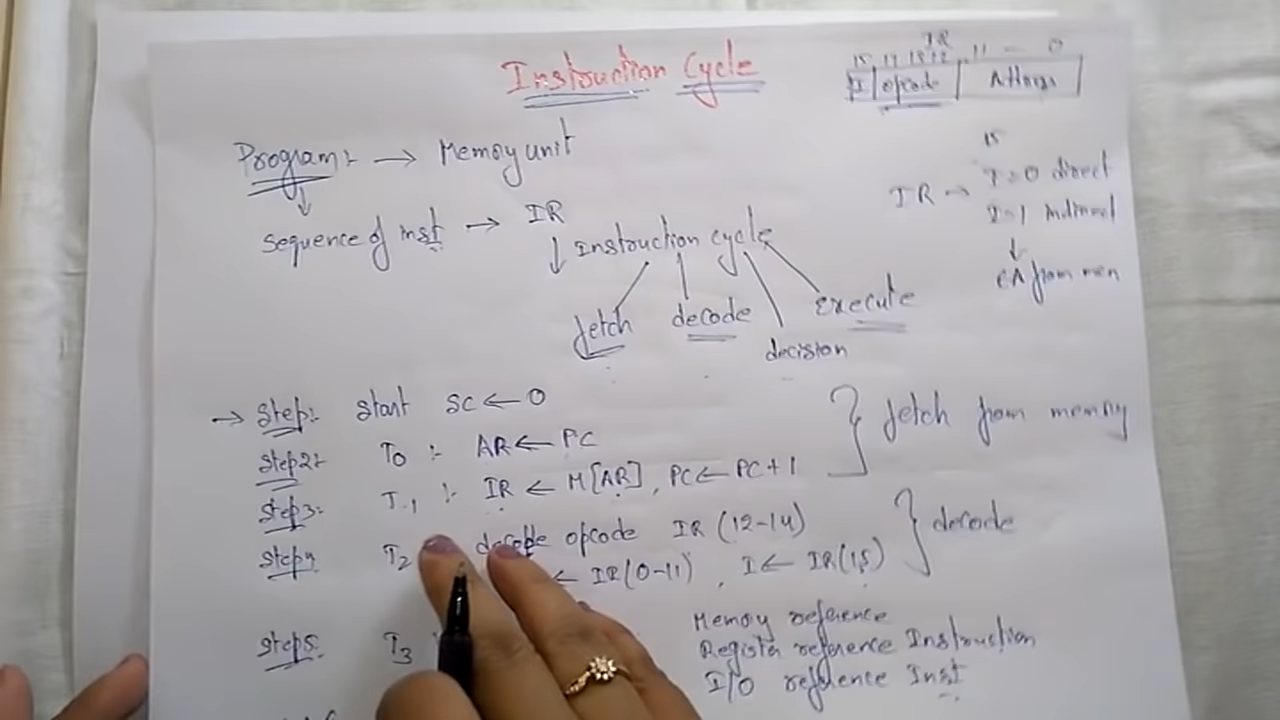 Instruction Cycle
IR
15 14 13 12 11 - 0
I opcode Address
Program:- → Memory unit
↓
Sequence of inst → IR
↓ Instruction cycle
fetch decode decision Execute
15
IR → I=0 direct
I=1 indirect
↓
EA from mem
→ Step: Start SC ← 0
Step2: T0 :- AR ← PC
Step3: T1 :- IR ← M[AR], PC ← PC+1
} fetch from memory
Step4 T2 decode opcode IR (12-14)
← IR(0-11), I ← IR(15)
} decode
Step5: T3
Memory reference
Register reference Instruction
I/O reference Inst